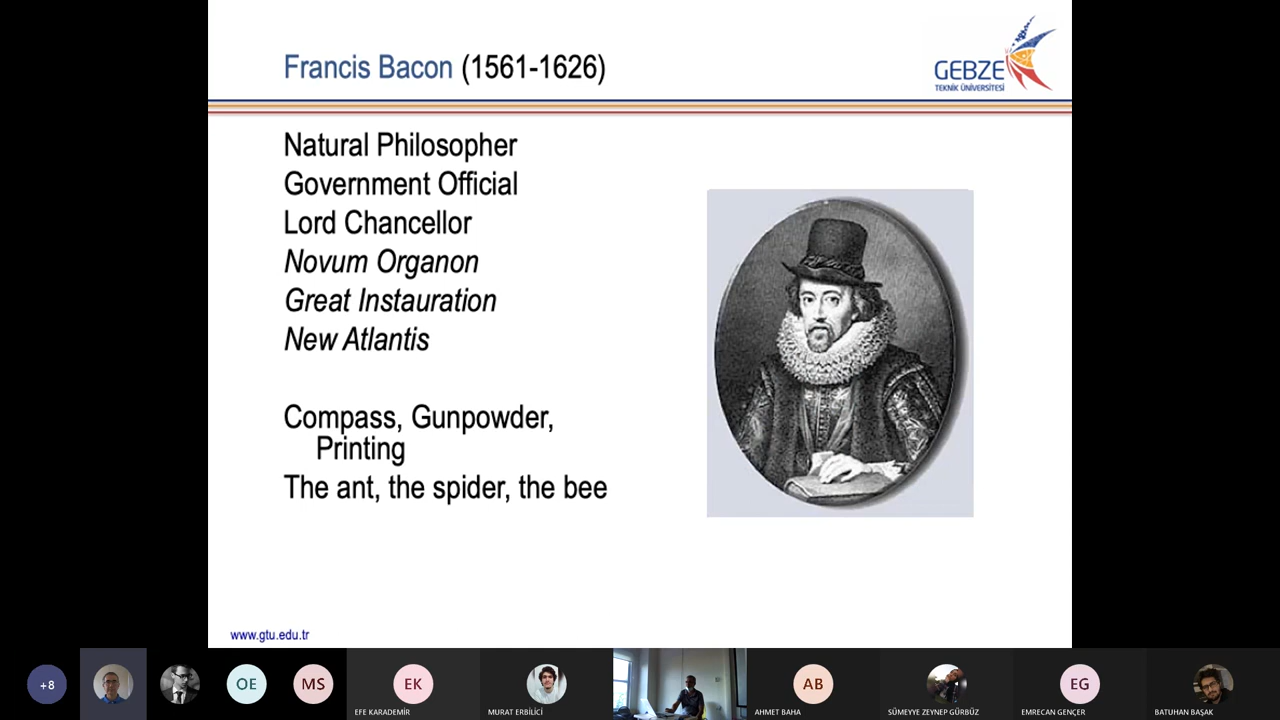 Francis Bacon (1561-1626)
GEBZE
TEKNİK ÜNİVERSİTESİ
Natural Philosopher
Government Official
Lord Chancellor
Novum Organon
Great Instauration
New Atlantis
Compass, Gunpowder,
Printing
The ant, the spider, the bee
www.gtu.edu.tr
+8
OE
MS
EK
EFE KARADEMİR
MURAT ERBİLİCİ
AB
AHMET BAHA
SÜMEYYE ZEYNEP GÜRBÜZ
EG
EMRECAN GENÇER
BATUHAN BAŞAK